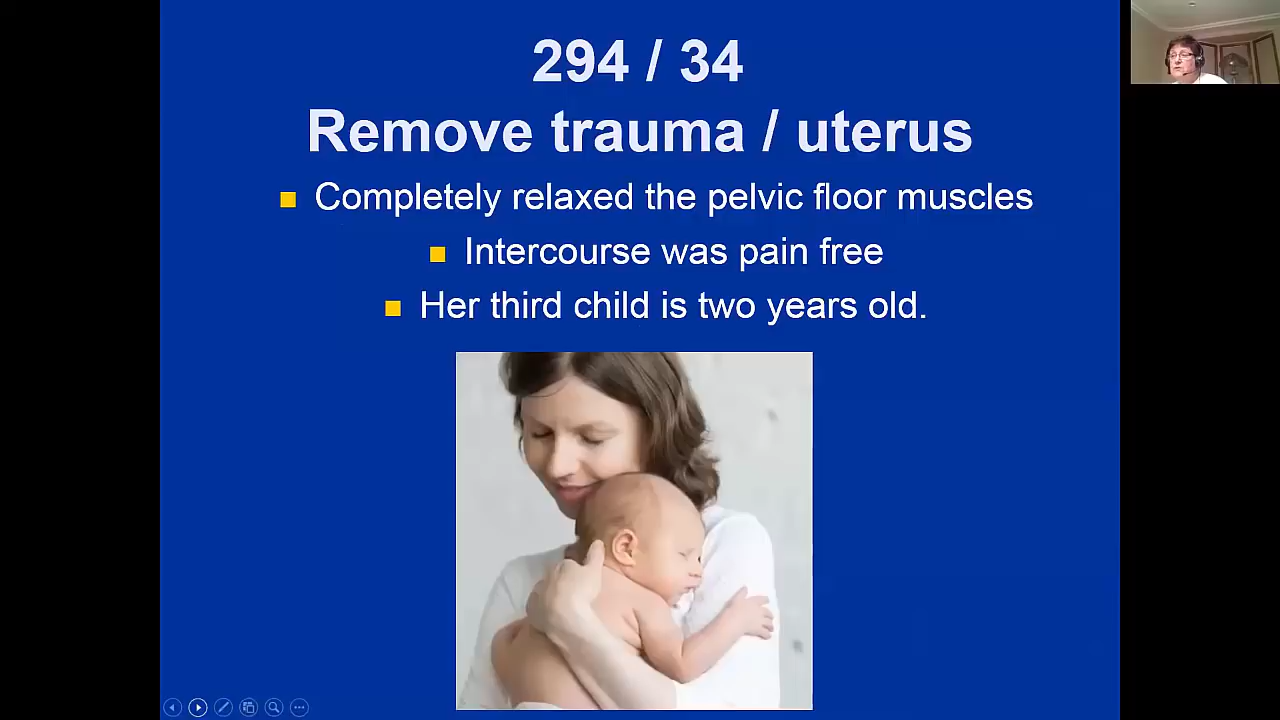 294 / 34
Remove trauma / uterus
Completely relaxed the pelvic floor muscles
Intercourse was pain free
Her third child is two years old.